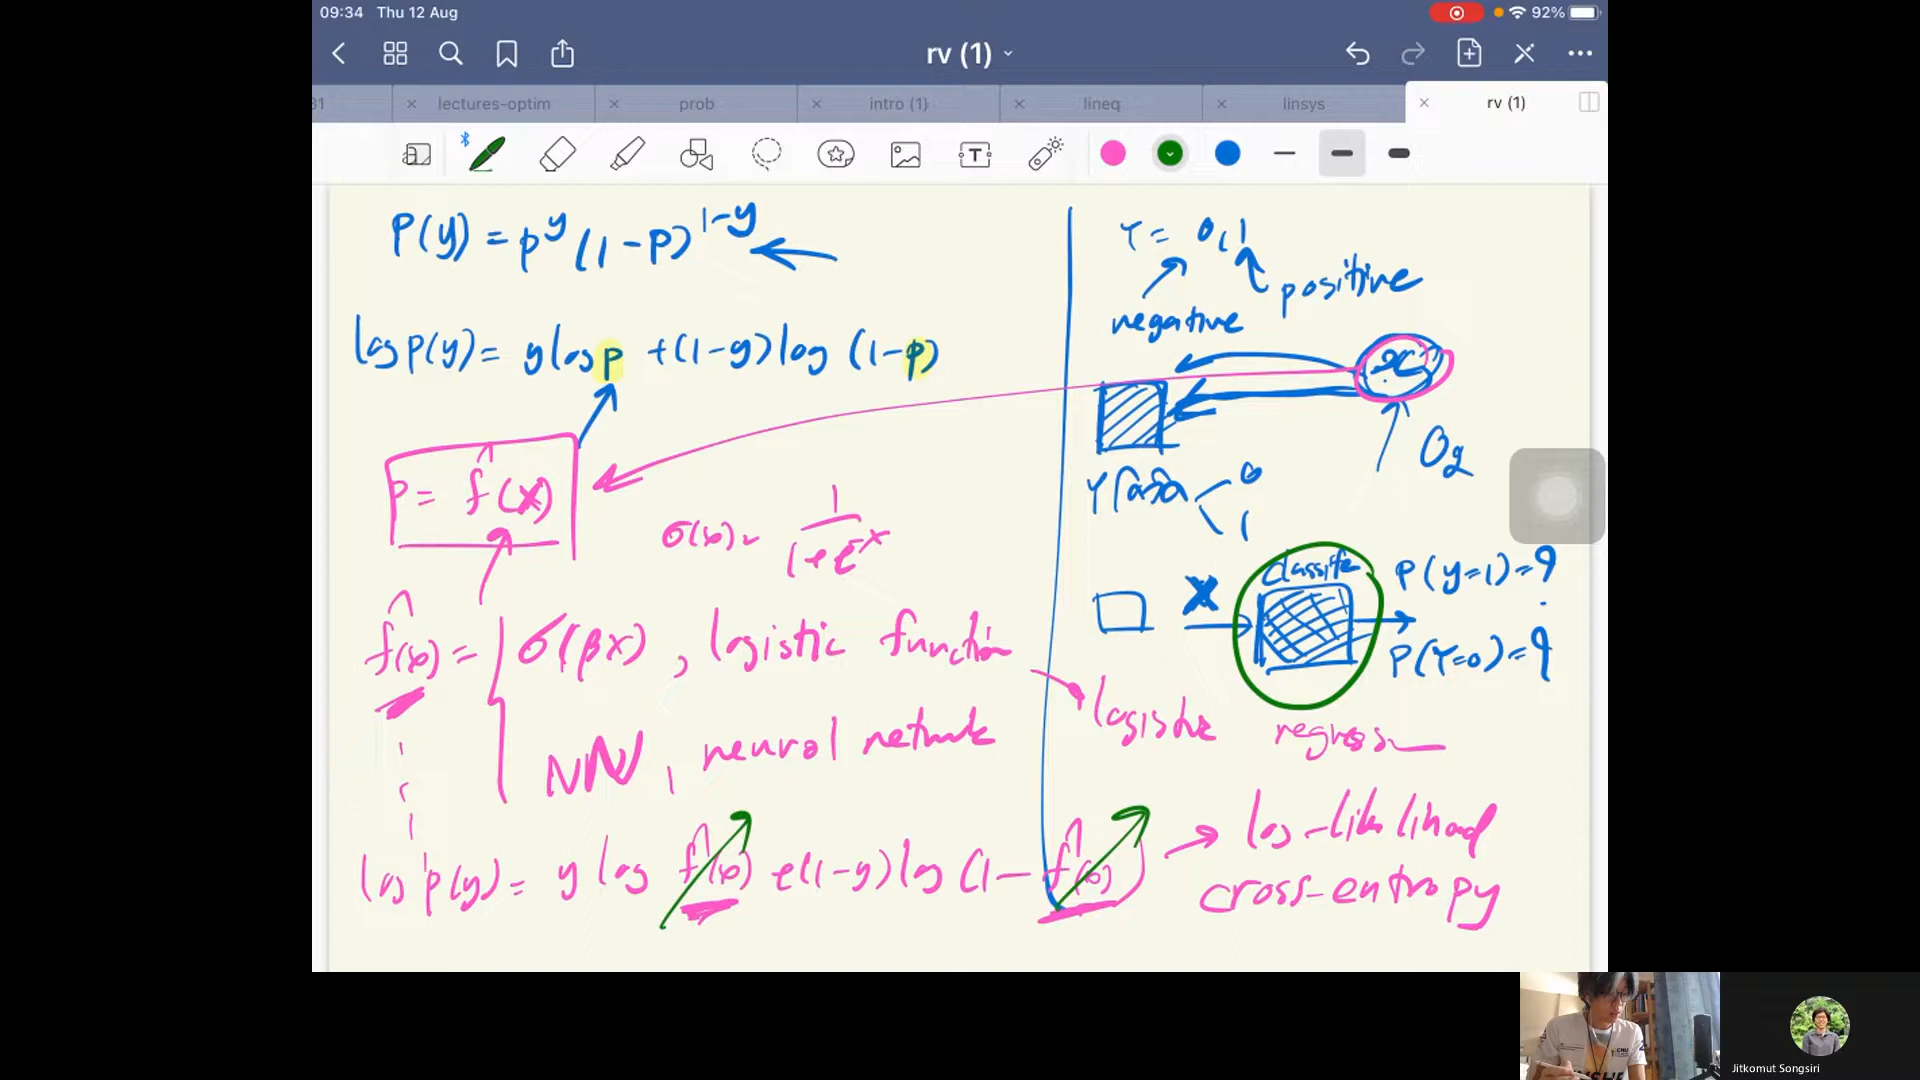 09:34 Thu 12 Aug
92%
rv (1)
31
lectures-optim
prob
intro (1)
lineq
linsys
rv (1)
P(y) = p^y (1-p)^{1-y}
log p(y) = y log p + (1-y) log (1-p)
p = f̂(x)
σ(x) = 1/(1+e^{-x})
f̂(x) = σ(βx), logistic function
NN, neural network
log p(y) = y log f̂(x) + (1-y) log (1 - f̂(x))
Y = 0, 1
negative
positive
x
Y
0
1
X
classifier
P(Y=1) = ?
P(Y=0) = ?
logistic regression
log-likelihood
cross-entropy
Jitkomut Songsiri